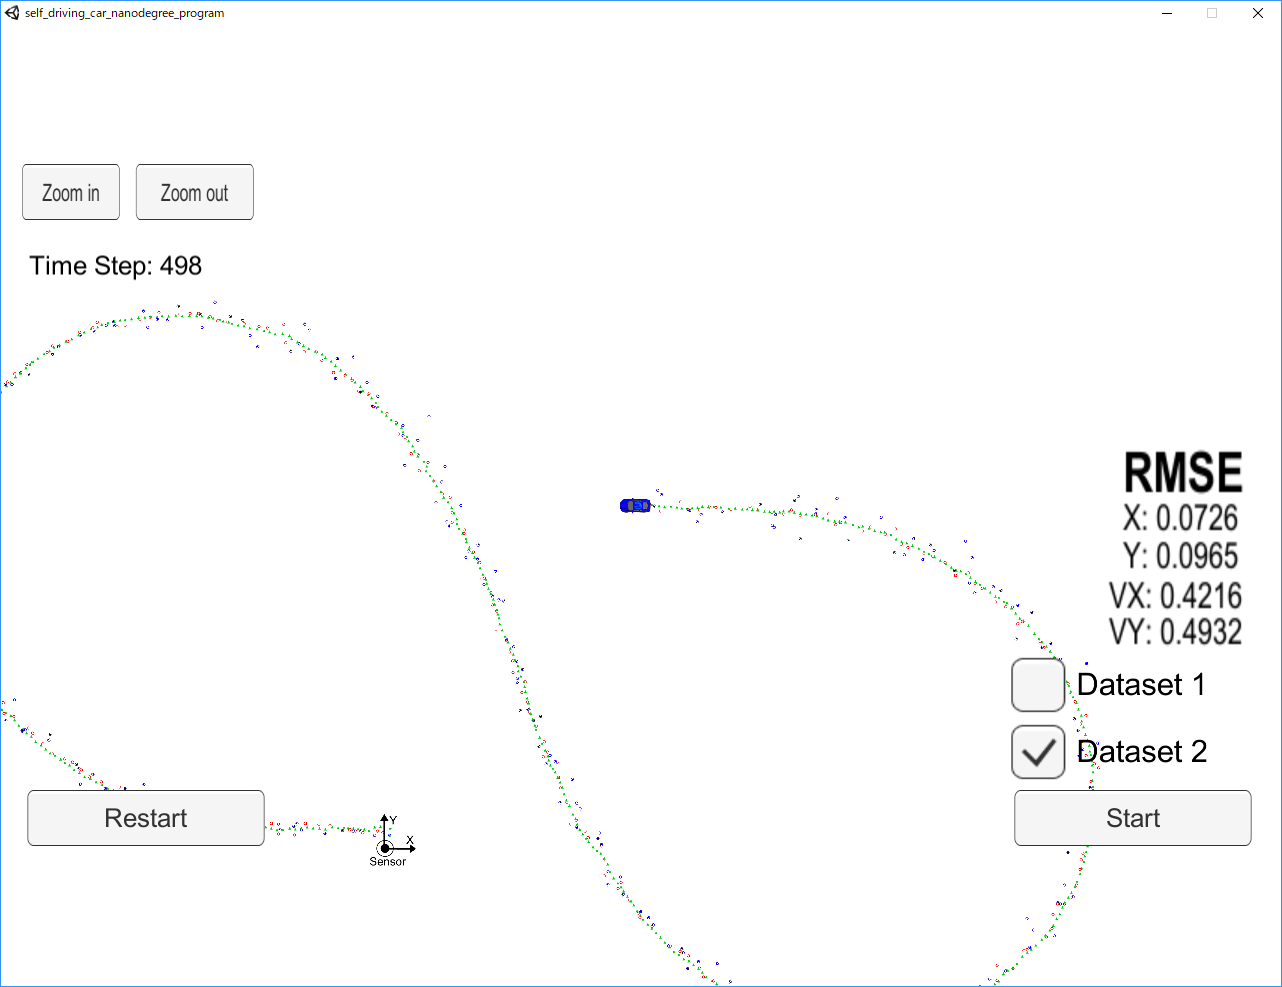 self_driving_car_nanodegree_program
Zoom in
Zoom out
Time Step: 498
RMSE
X: 0.0726
Y: 0.0965
VX: 0.4216
VY: 0.4932
Dataset 1
Dataset 2
Restart
Start
Y
X
Sensor